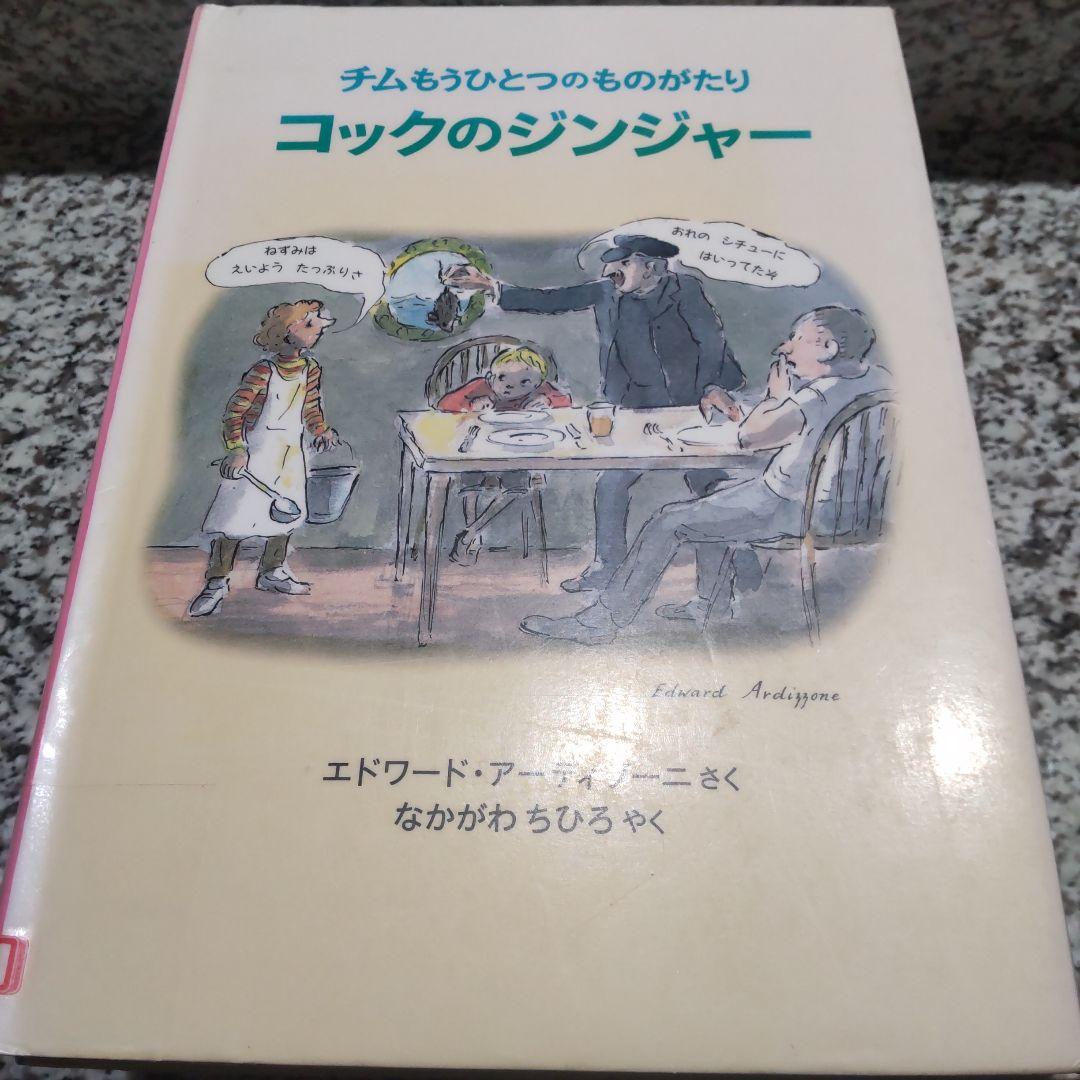 チムもうひとつのものがたり
コックのジンジャー
ねずみは
えいよう たっぷりさ
おれの シチューに
はいってたぞ
Edward Ardizzone
エドワード・アーディゾーニ さく
なかがわ ちひろ やく